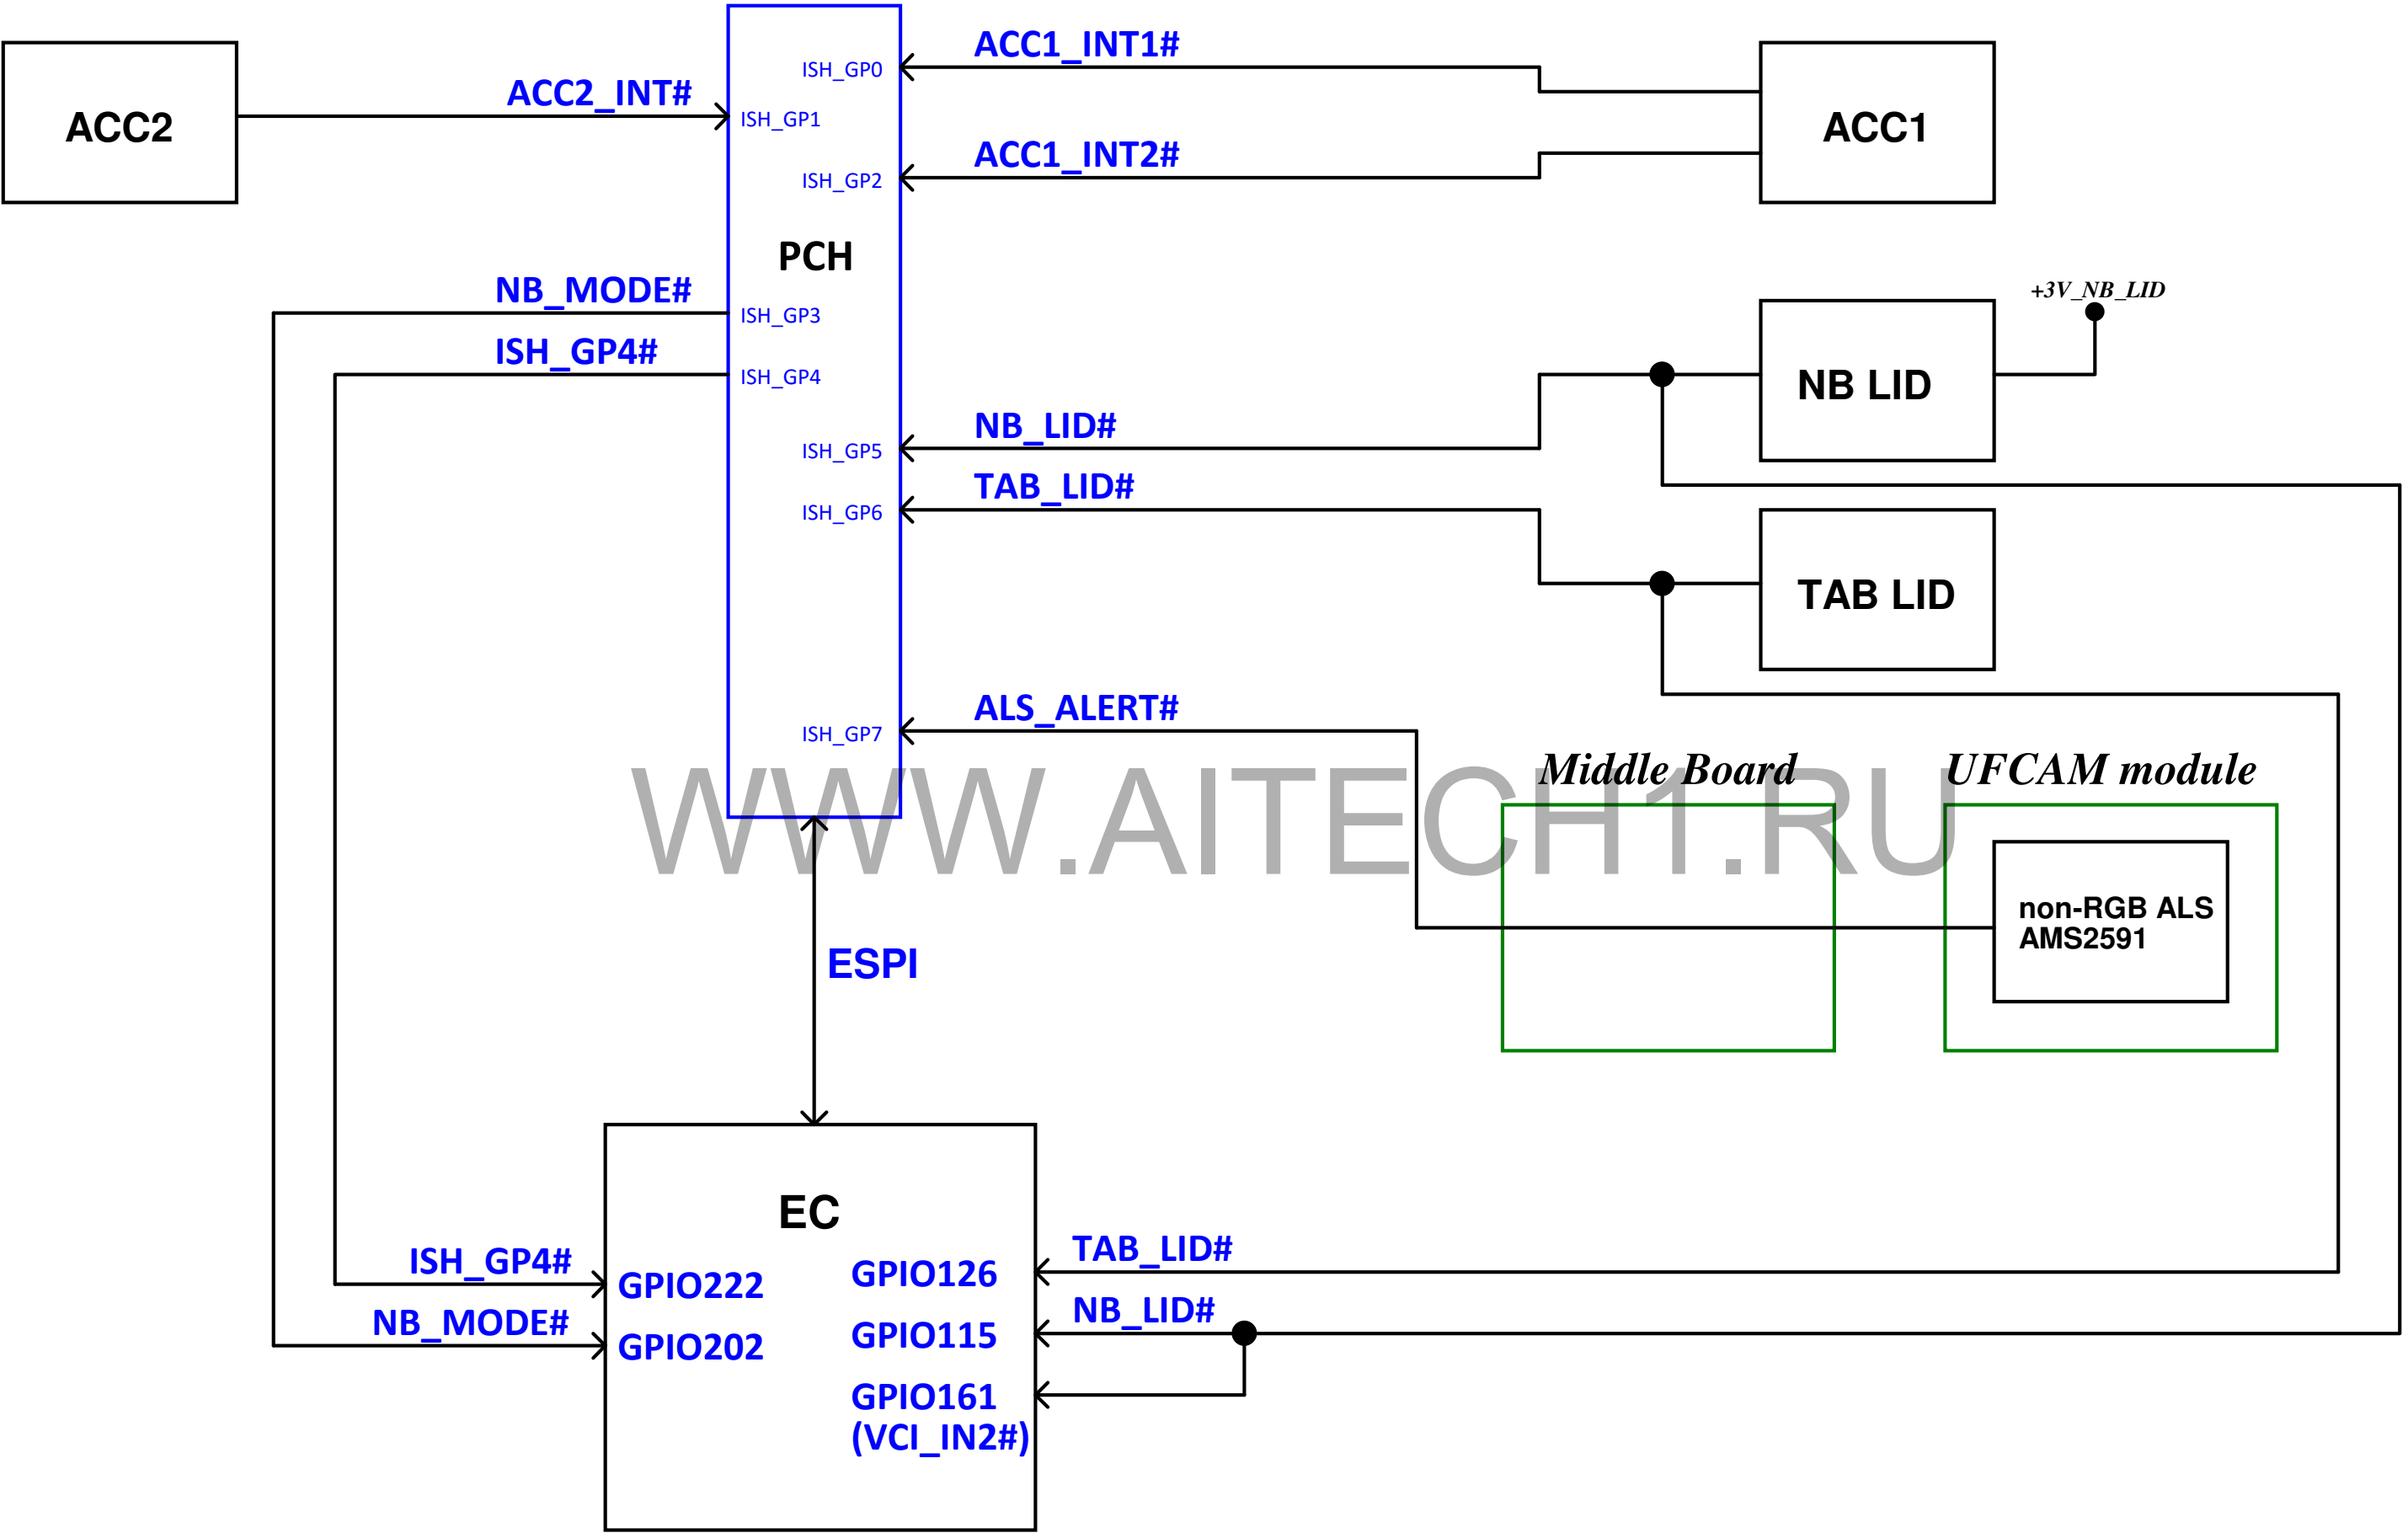 ACC1_INT1#
ISH_GP0
ACC2_INT#
ISH_GP1
ACC2
ACC1
ACC1_INT2#
ISH_GP2
PCH
NB_MODE#
+3V_NB_LID
ISH_GP3
ISH_GP4#
ISH_GP4
NB LID
NB_LID#
ISH_GP5
TAB_LID#
ISH_GP6
TAB LID
ALS_ALERT#
ISH_GP7
Middle Board
UFCAM module
WWW.AITECH1.RU
non-RGB ALS
AMS2591
ESPI
EC
ISH_GP4#
GPIO222
TAB_LID#
GPIO126
NB_MODE#
GPIO202
NB_LID#
GPIO115
GPIO161
(VCI_IN2#)